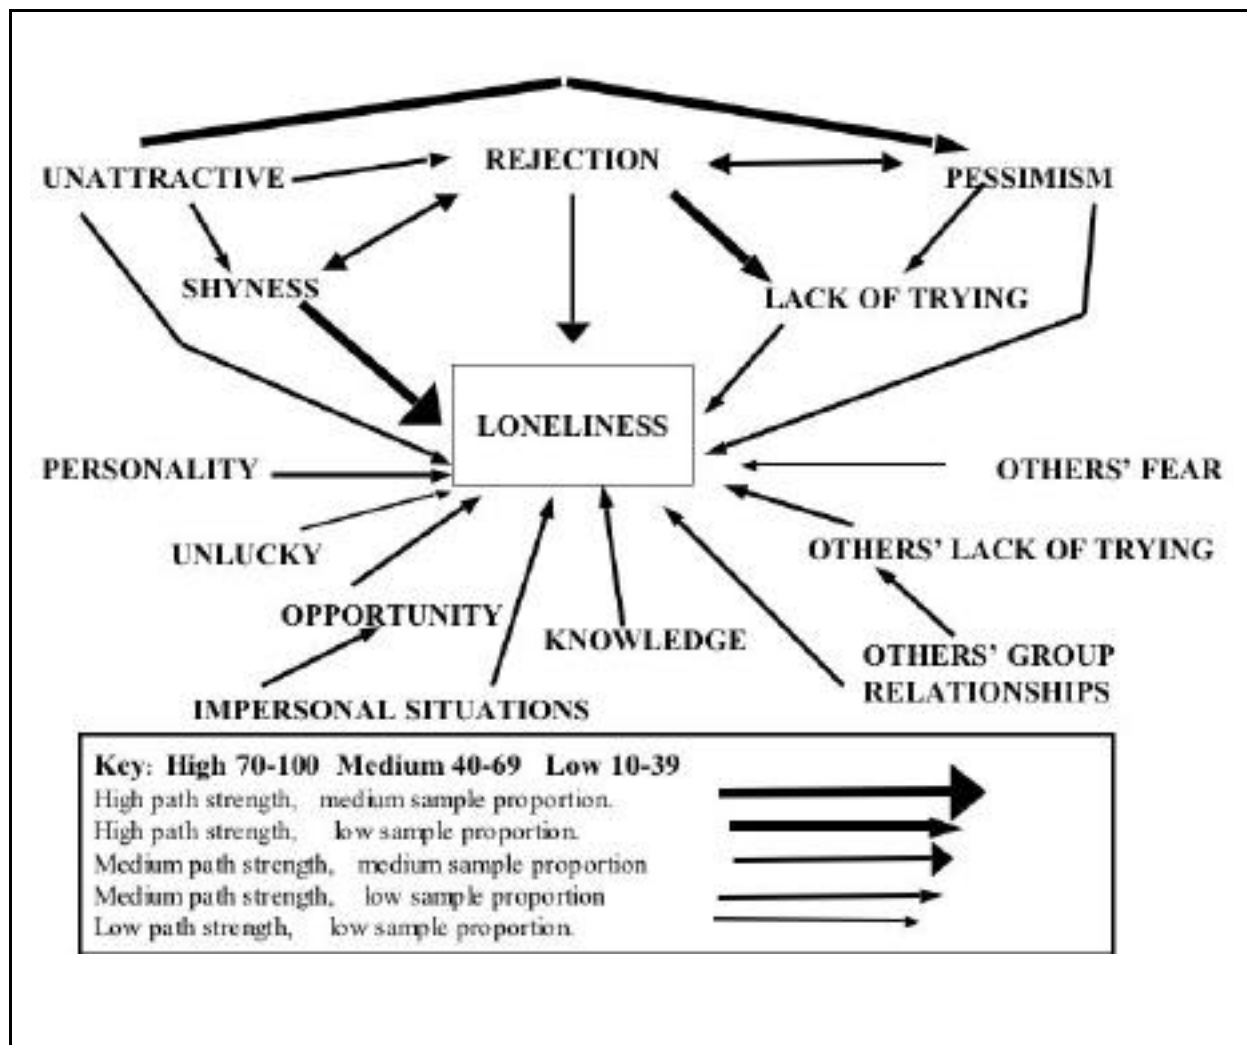 REJECTION
UNATTRACTIVE
PESSIMISM
SHYNESS
LACK OF TRYING
LONELINESS
PERSONALITY
OTHERS' FEAR
UNLUCKY
OTHERS' LACK OF TRYING
OPPORTUNITY
KNOWLEDGE
OTHERS' GROUP
RELATIONSHIPS
IMPERSONAL SITUATIONS
Key: High 70-100 Medium 40-69 Low 10-39
High path strength, medium sample proportion.
High path strength, low sample proportion.
Medium path strength, medium sample proportion
Medium path strength, low sample proportion
Low path strength, low sample proportion.